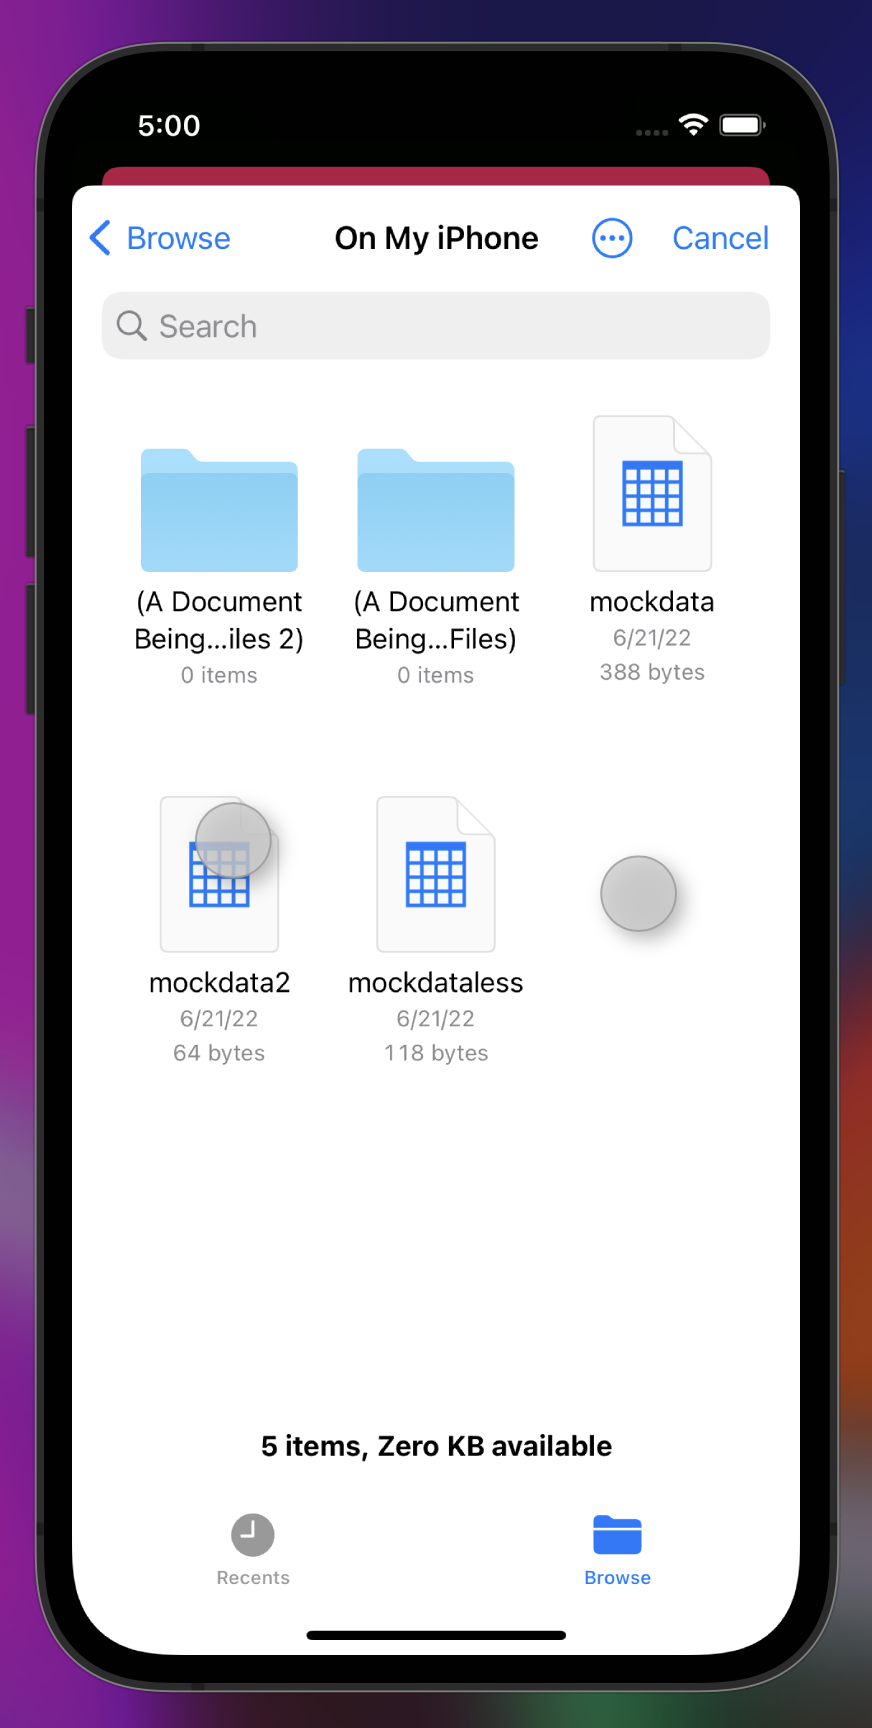 5:00
Browse
On My iPhone
Cancel
Search
(A Document
Being...iles 2)
0 items
(A Document
Being...Files)
0 items
mockdata
6/21/22
388 bytes
mockdata2
6/21/22
64 bytes
mockdataless
6/21/22
118 bytes
5 items, Zero KB available
Recents
Browse